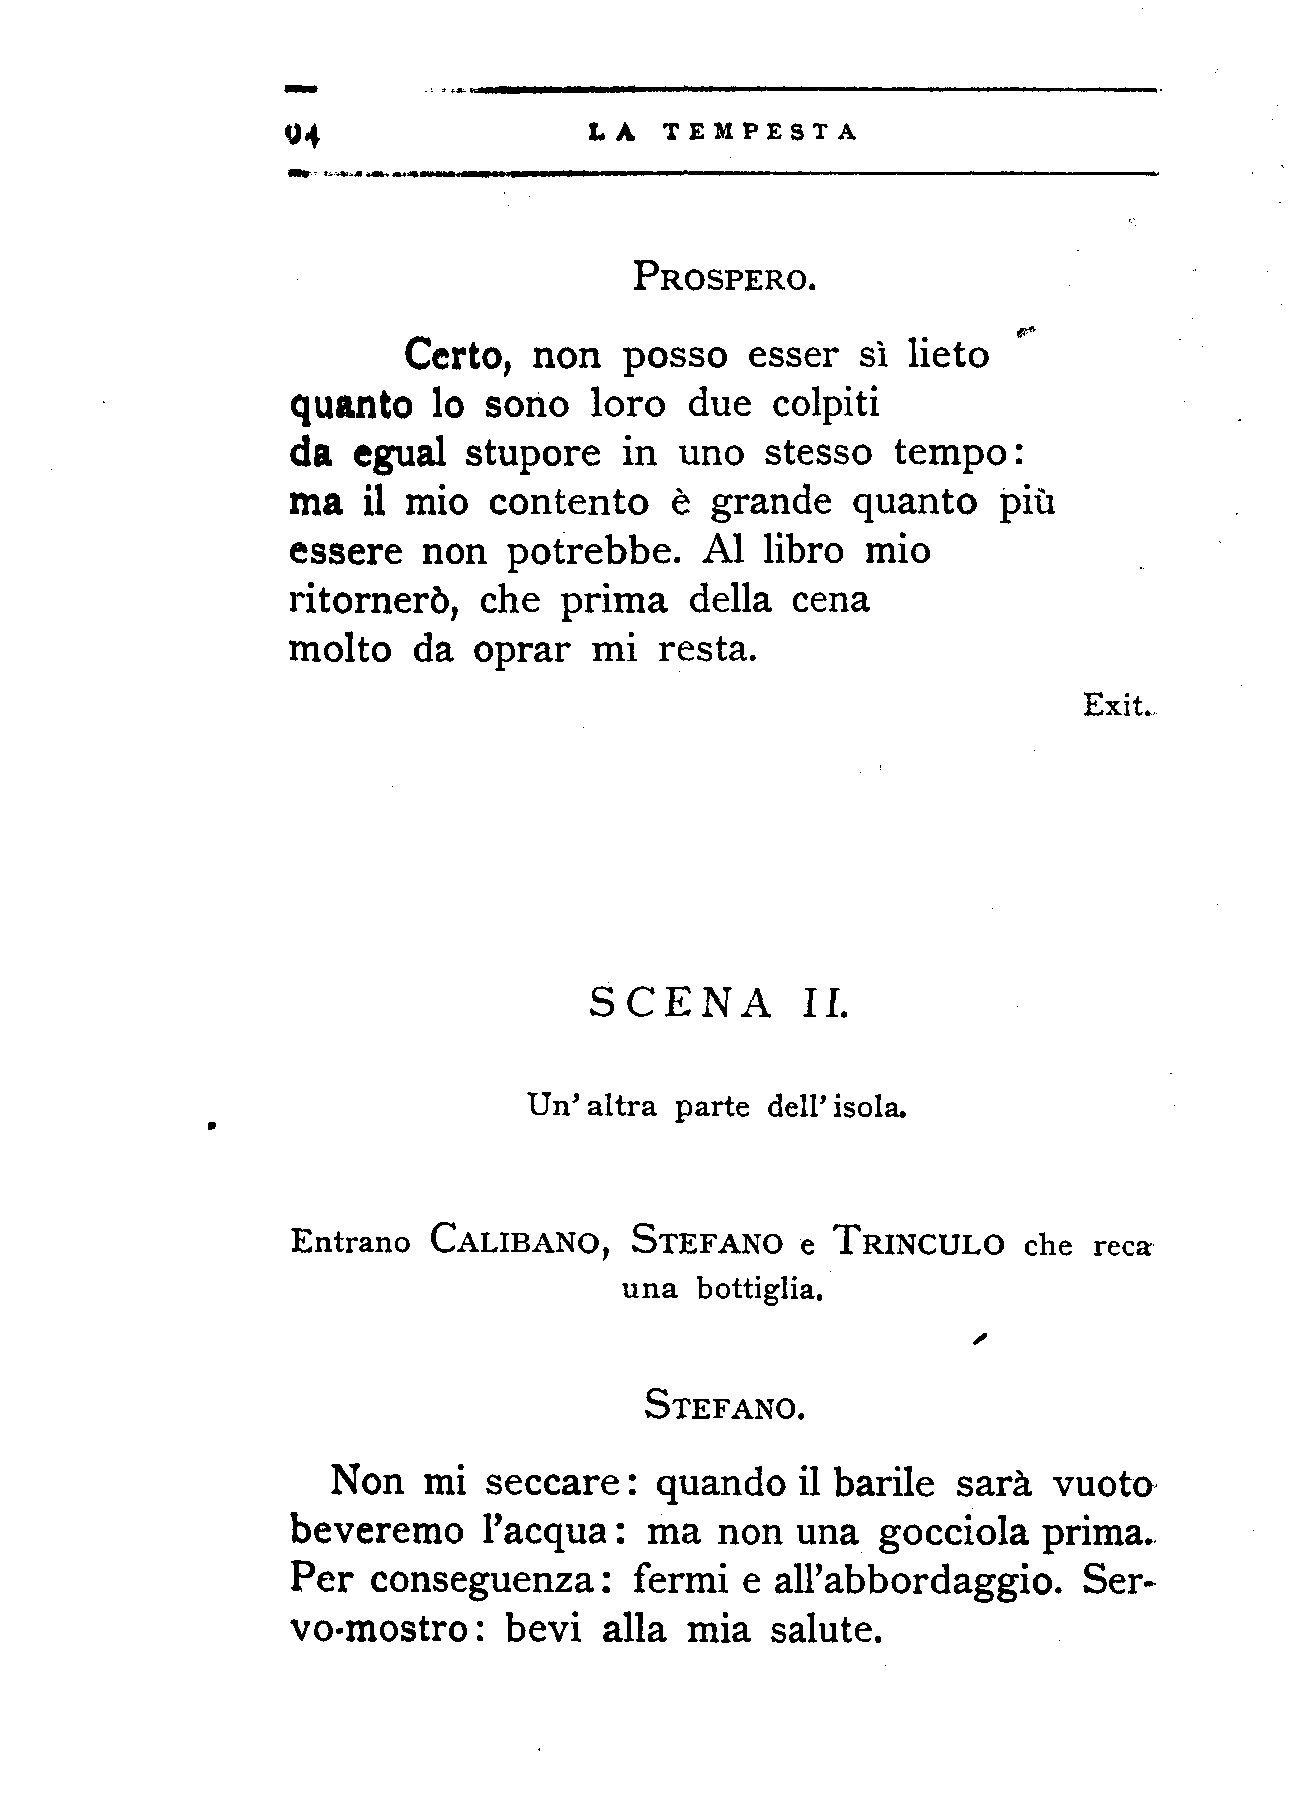 94 LA TEMPESTA
PROSPERO.
Certo, non posso esser sì lieto
quanto lo sono loro due colpiti
da egual stupore in uno stesso tempo:
ma il mio contento è grande quanto più
essere non potrebbe. Al libro mio
ritornerò, che prima della cena
molto da oprar mi resta.
Exit.
SCENA II.
Un' altra parte dell' isola.
Entrano CALIBANO, STEFANO e TRINCULO che reca
una bottiglia.
STEFANO.
Non mi seccare: quando il barile sarà vuoto
beveremo l'acqua: ma non una gocciola prima.
Per conseguenza: fermi e all'abbordaggio. Ser-
vo-mostro: bevi alla mia salute.